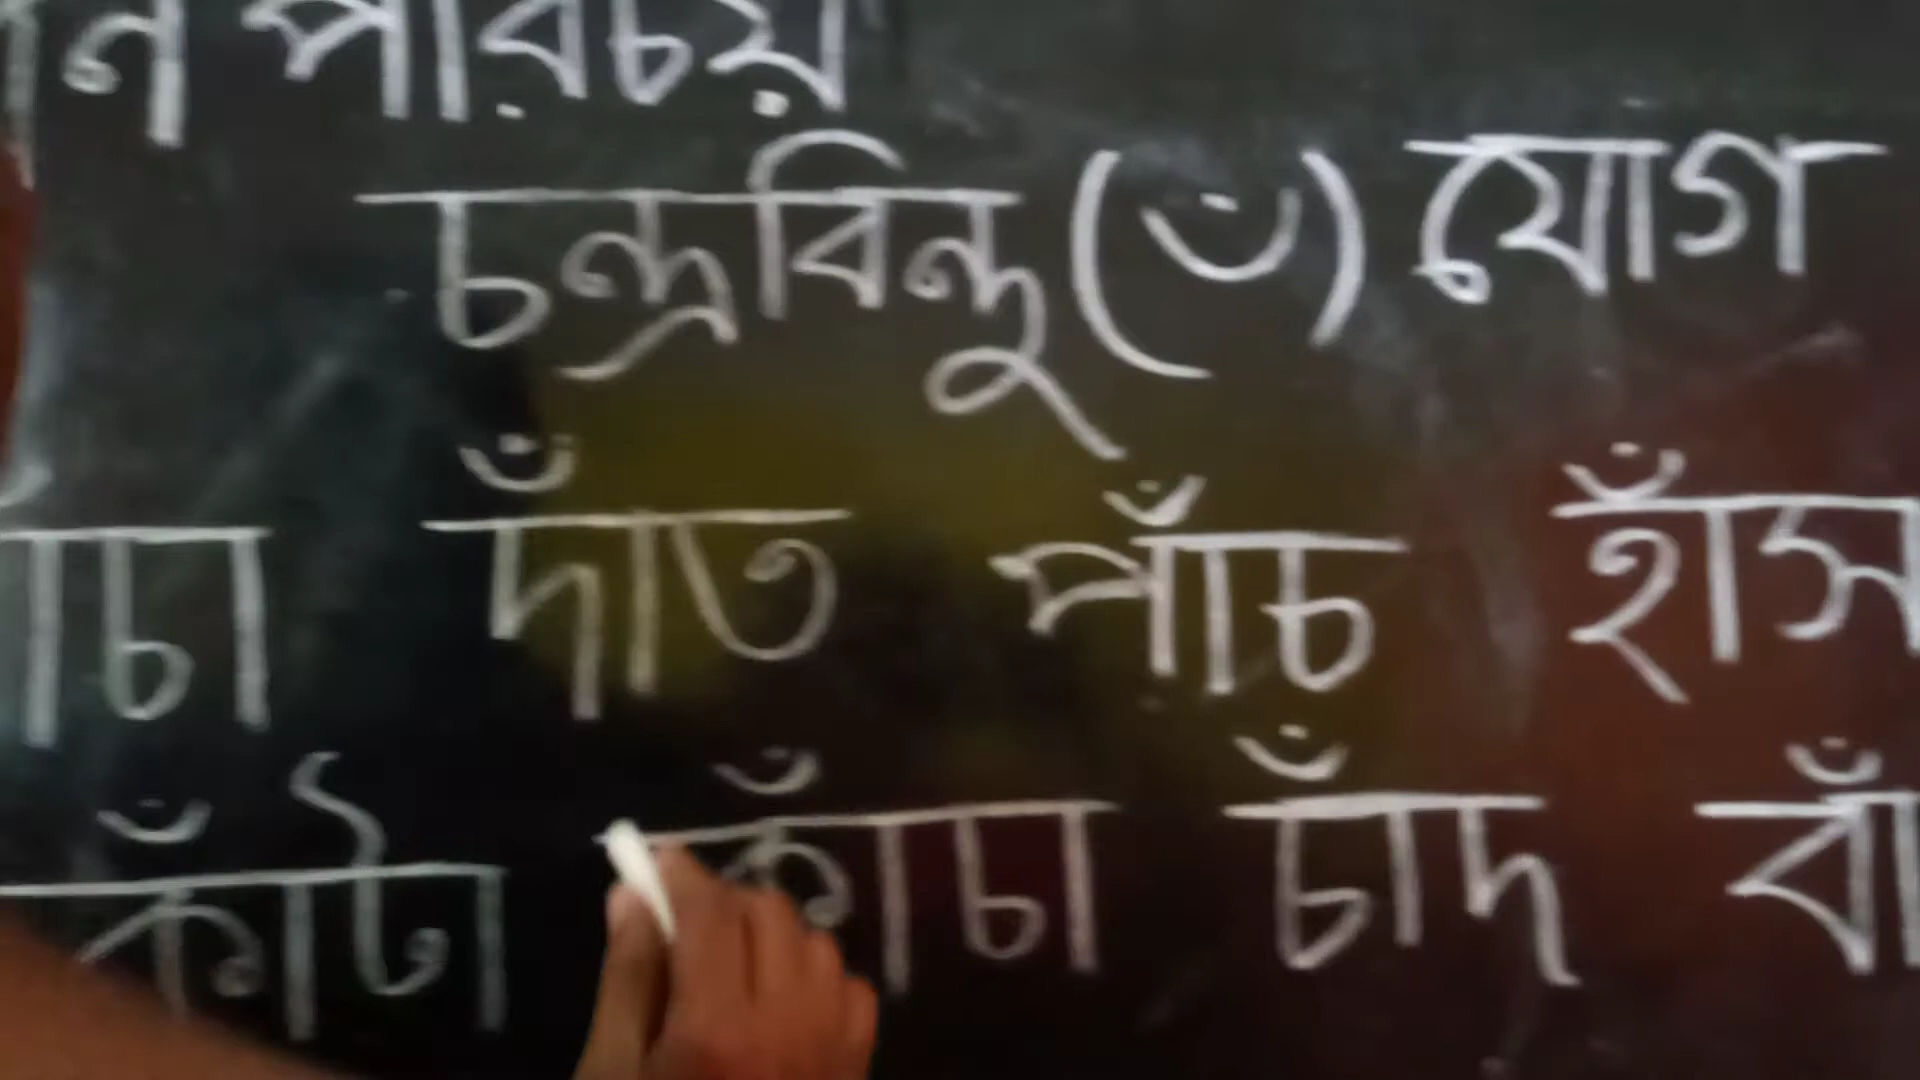 পরিচয়
চন্দ্রবিন্দু (ঁ) যোগ
দাঁত পাঁচ হাঁস
কাঁটা কাঁচা চাঁদ